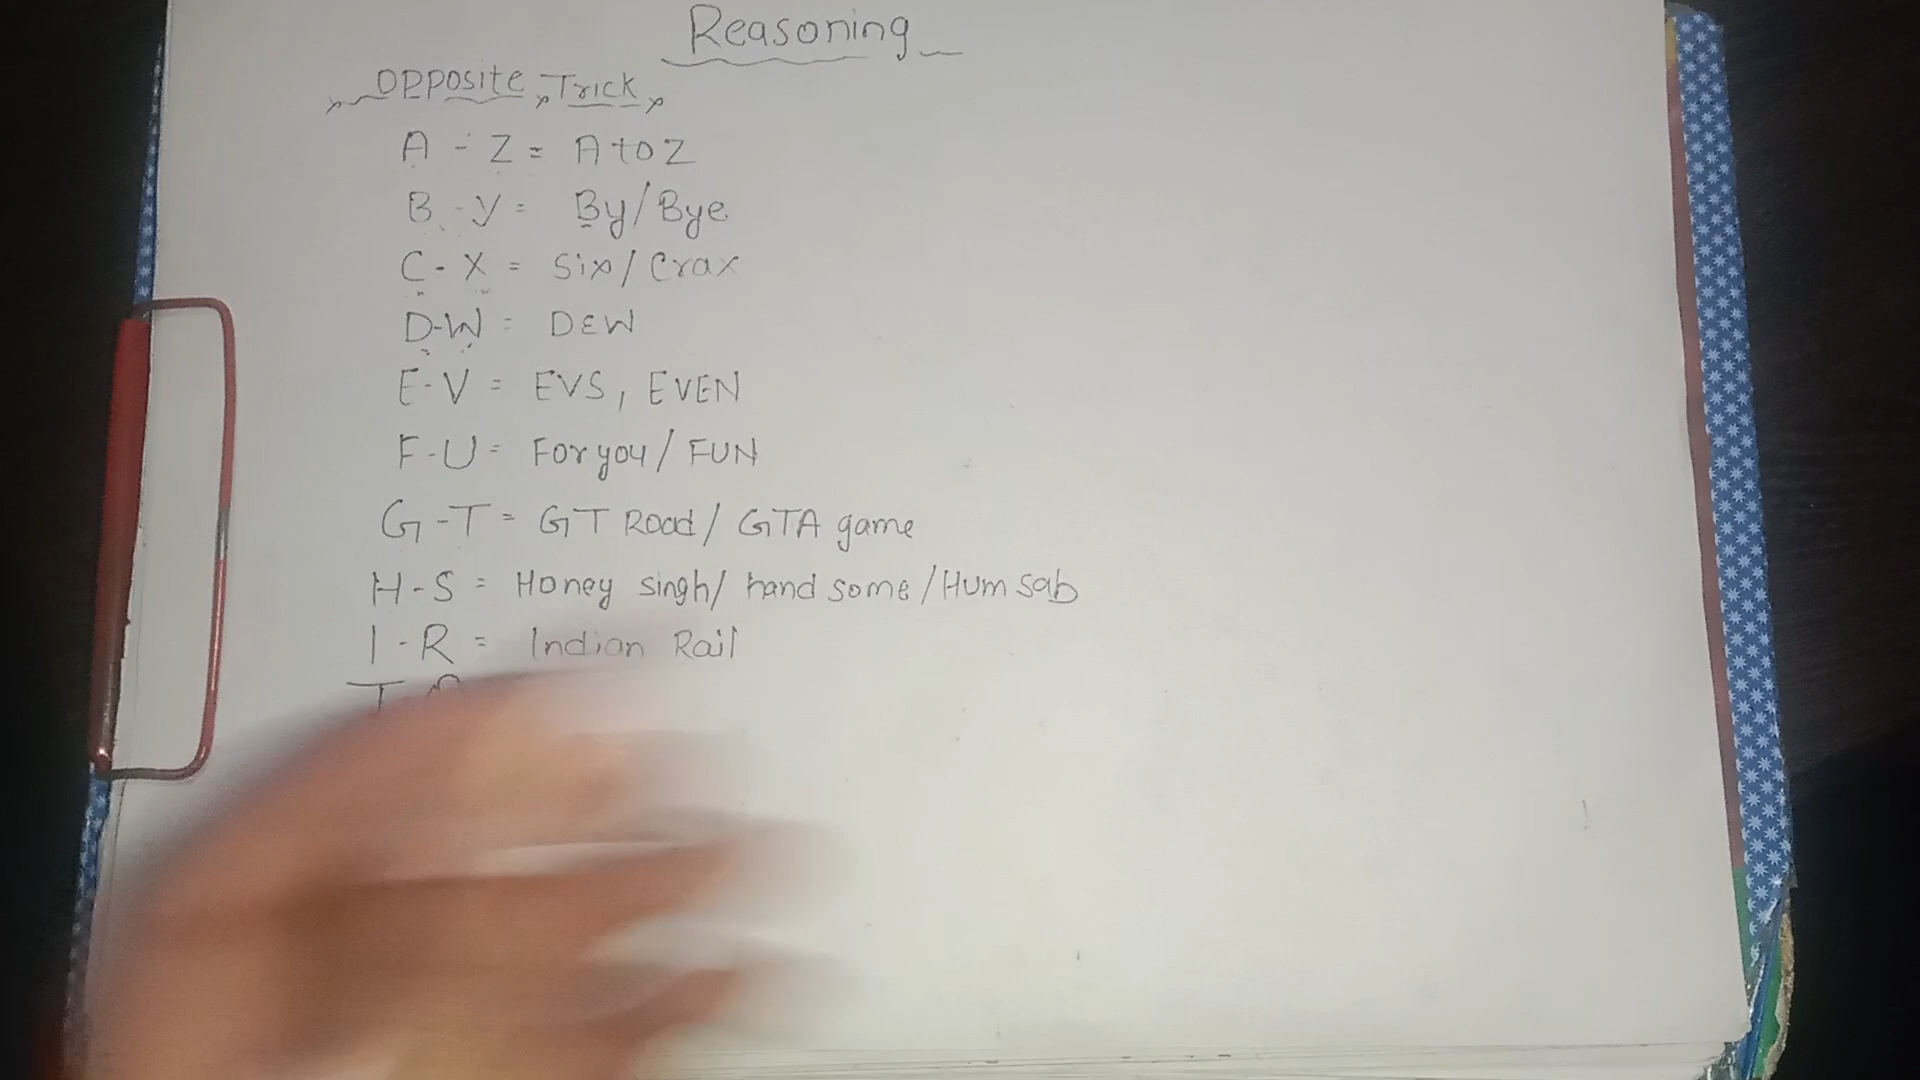 Reasoning
Opposite Trick
A - Z = A to Z
B - y = By/Bye
C - X = Six/Crax
D-W = DEW
E-V = EVS, EVEN
F-U = For you/ FUN
G-T = GT Road/ GTA game
H-S = Honey singh/ hand some/Hum sab
I-R = Indian Rail